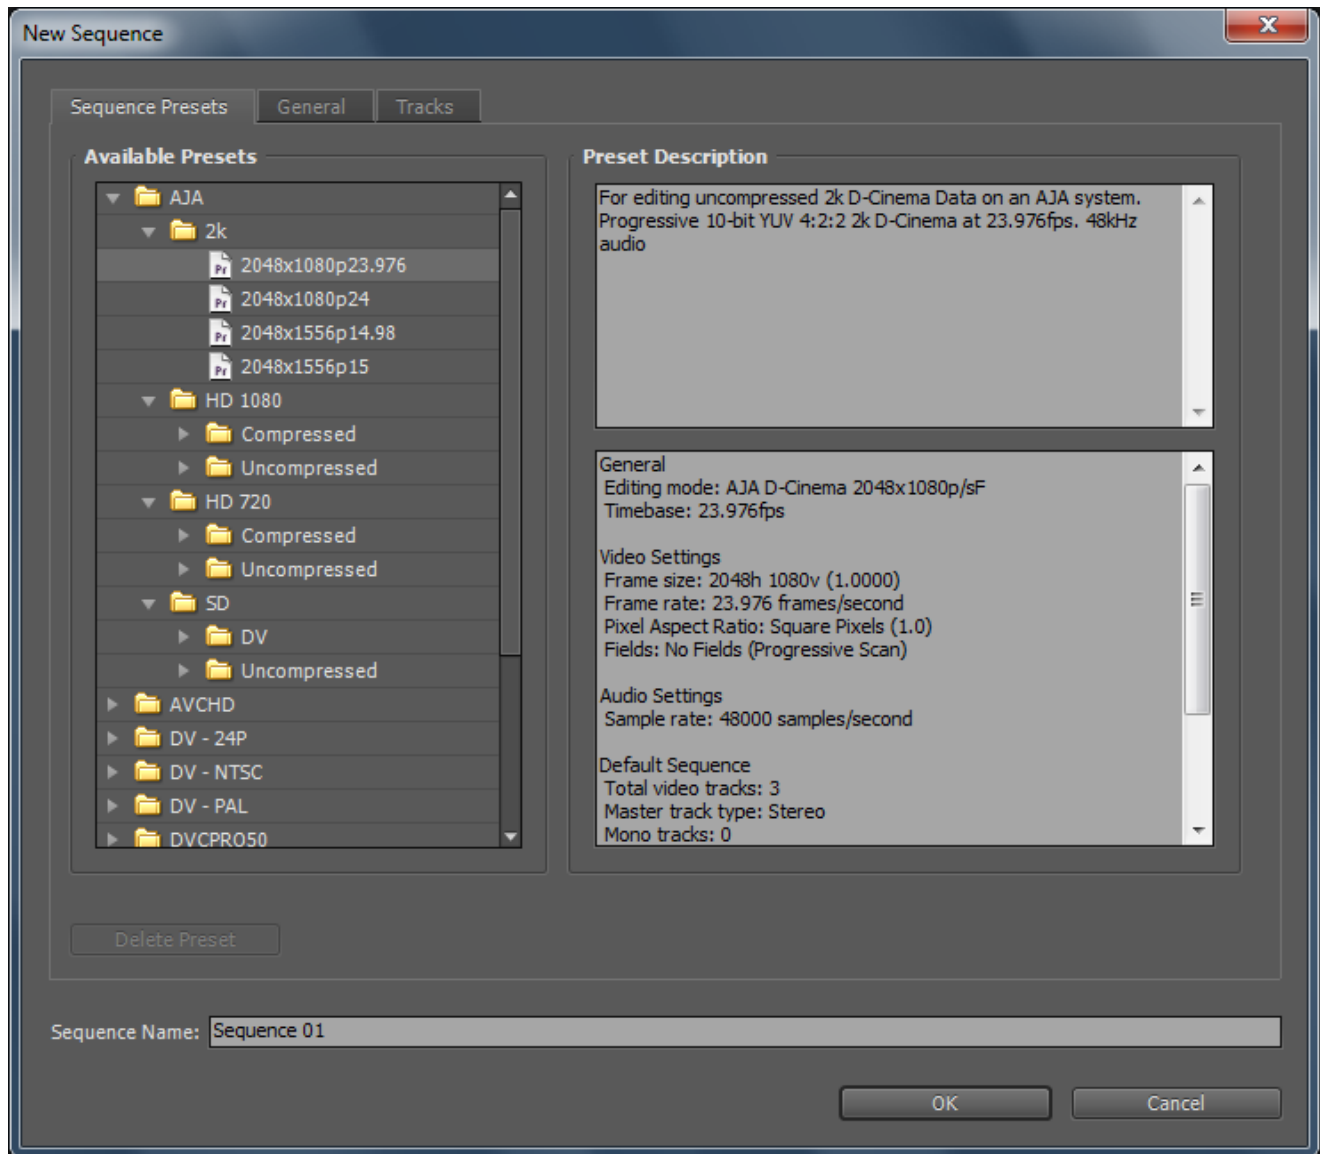 New Sequence
Sequence Presets
General
Tracks
Available Presets
AJA
2k
2048x1080p23.976
2048x1080p24
2048x1556p14.98
2048x1556p15
HD 1080
Compressed
Uncompressed
HD 720
Compressed
Uncompressed
SD
DV
Uncompressed
AVCHD
DV - 24P
DV - NTSC
DV - PAL
DVCPRO50
Preset Description
For editing uncompressed 2k D-Cinema Data on an AJA system.
Progressive 10-bit YUV 4:2:2 2k D-Cinema at 23.976fps. 48kHz
audio
General
Editing mode: AJA D-Cinema 2048x1080p/sF
Timebase: 23.976fps
Video Settings
Frame size: 2048h 1080v (1.0000)
Frame rate: 23.976 frames/second
Pixel Aspect Ratio: Square Pixels (1.0)
Fields: No Fields (Progressive Scan)
Audio Settings
Sample rate: 48000 samples/second
Default Sequence
Total video tracks: 3
Master track type: Stereo
Mono tracks: 0
Delete Preset
Sequence Name: Sequence 01
OK
Cancel